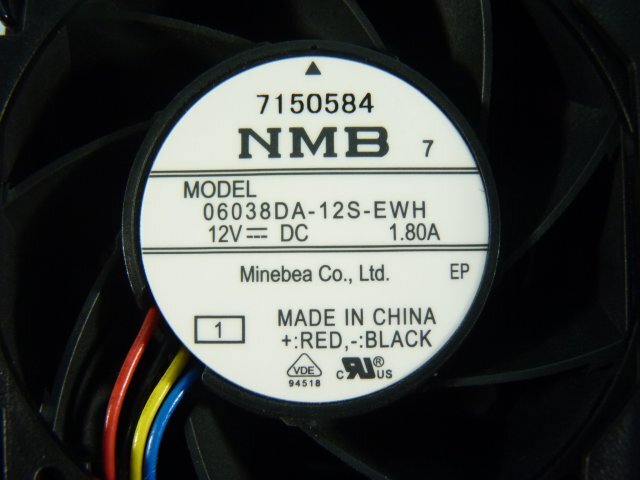 7150584
NMB 7
MODEL
06038DA-12S-EWH
12V⎓ DC 1.80A
Minebea Co., Ltd. EP
1 MADE IN CHINA
+:RED,-:BLACK
VDE
94518
c RU® US